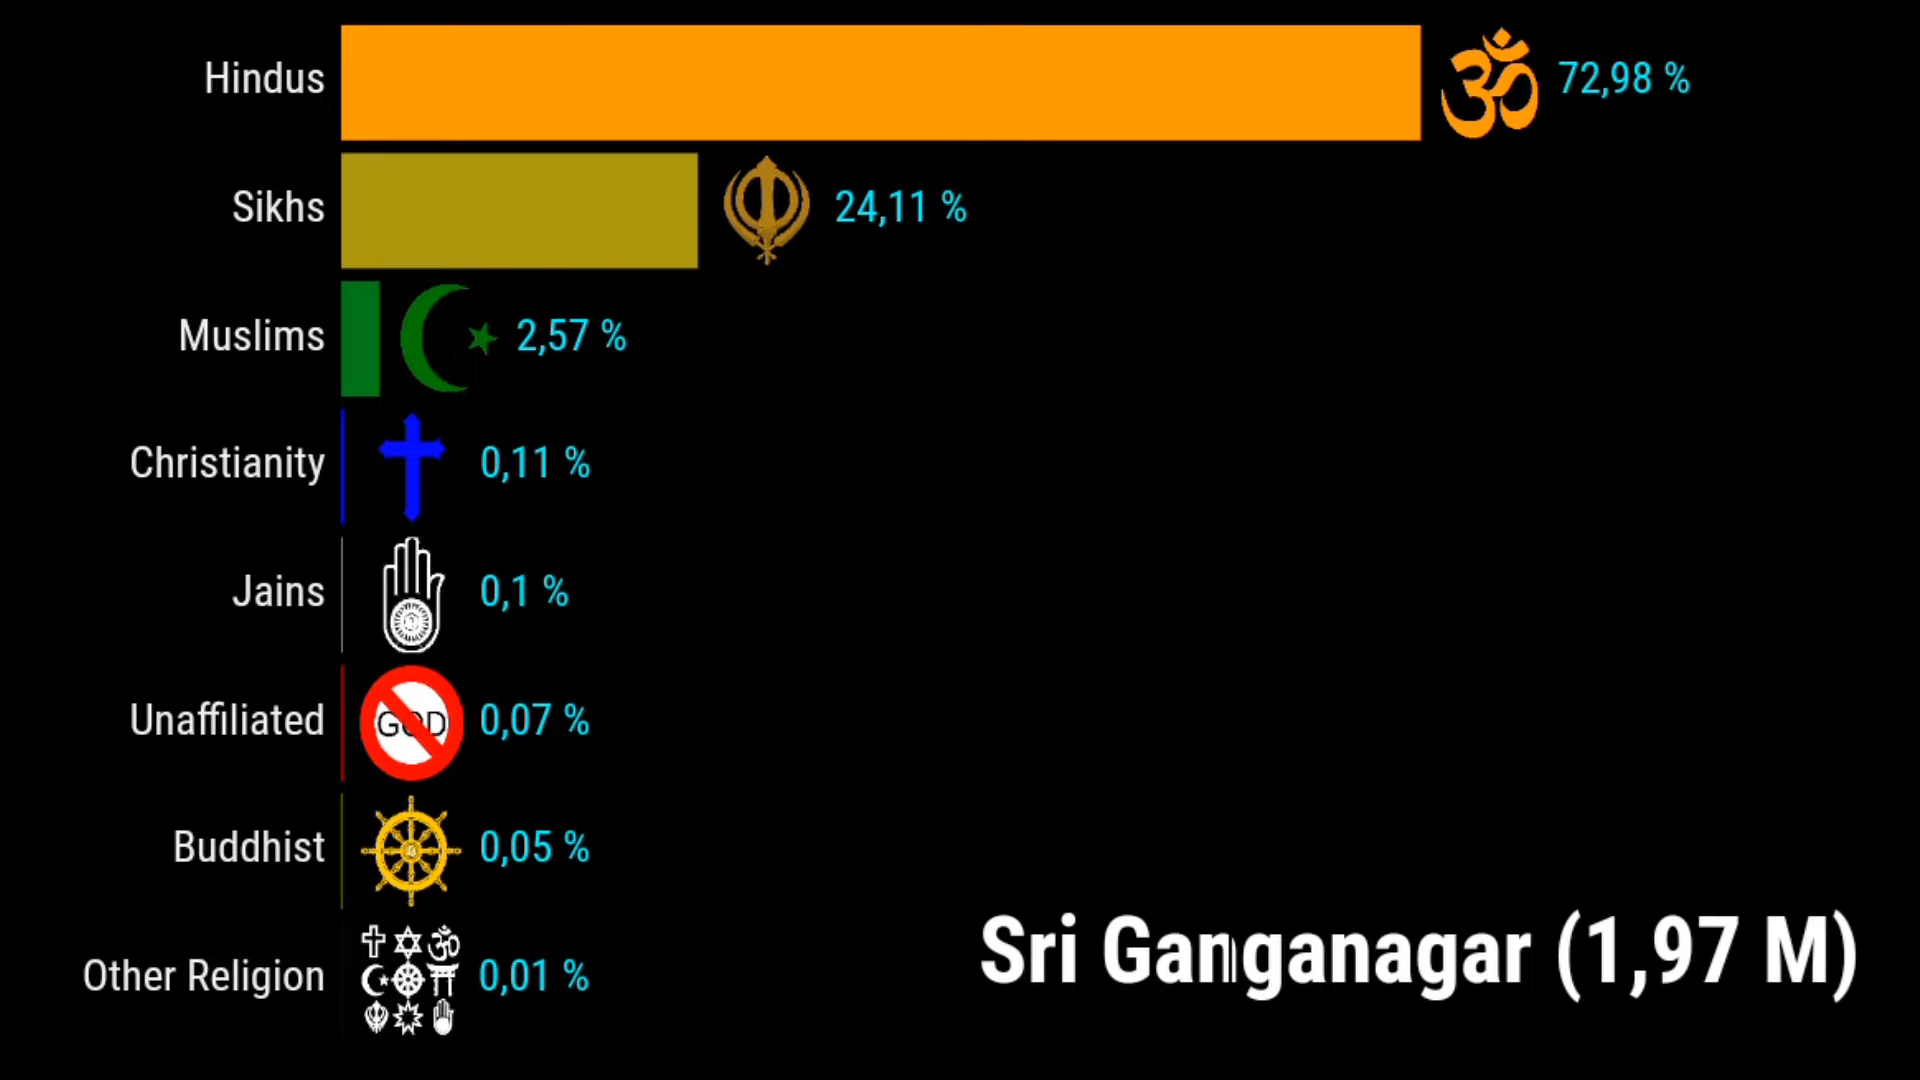 Hindus 72,98 %
Sikhs 24,11 %
Muslims 2,57 %
Christianity 0,11 %
Jains 0,1 %
Unaffiliated GOD 0,07 %
Buddhist 0,05 %
Other Religion 0,01 %
Sri Ganganagar (1,97 M)